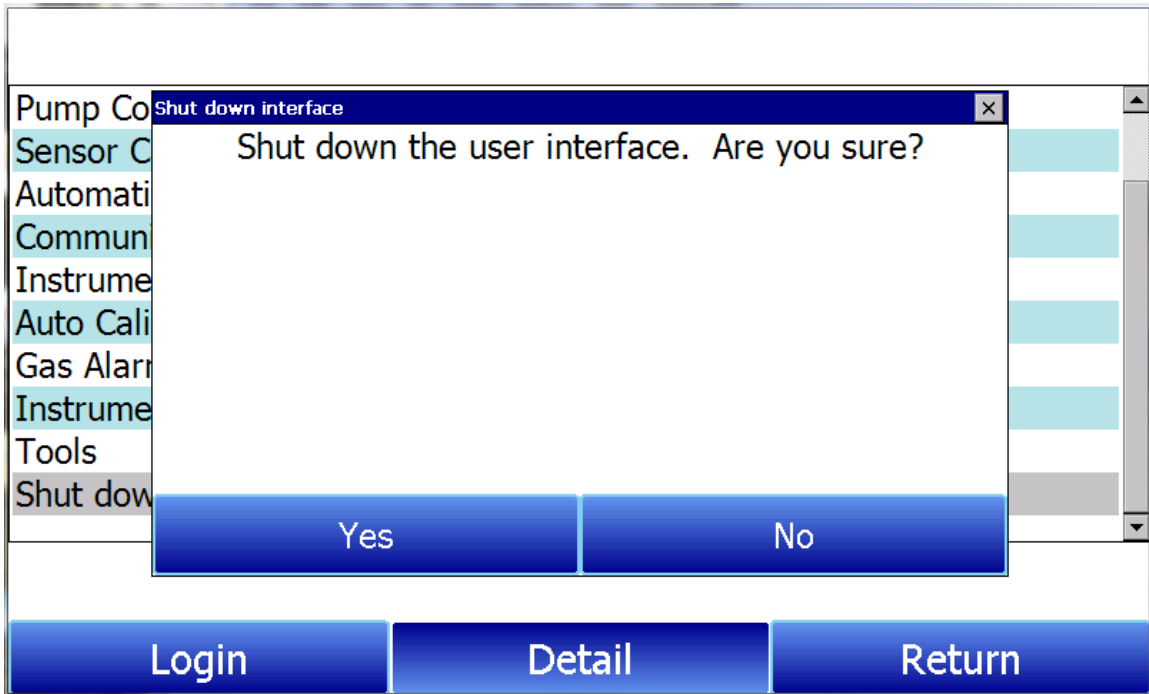 Shut down interface
Shut down the user interface.  Are you sure?
Pump Co
Sensor C
Automati
Communi
Instrume
Auto Cali
Gas Alarr
Instrume
Tools
Shut dow
Yes No
Login Detail Return